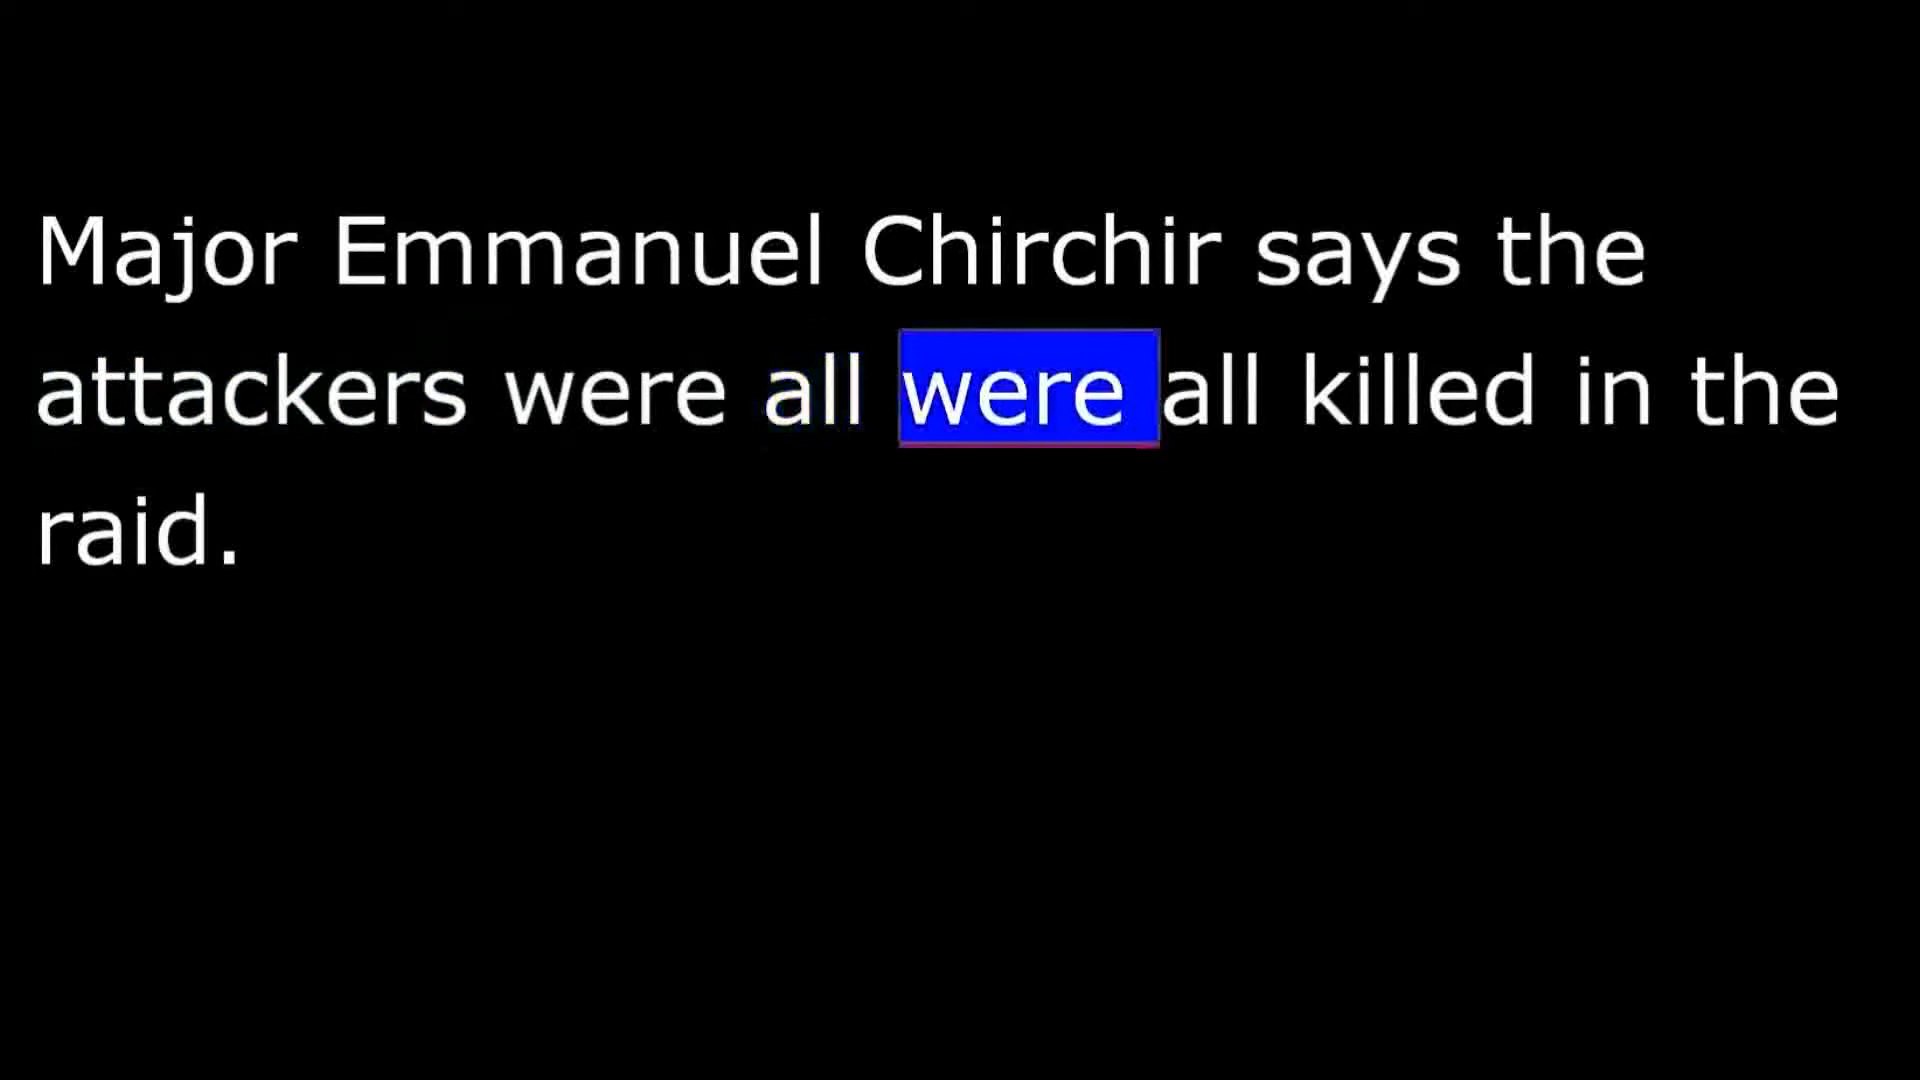 Major Emmanuel Chirchir says the
attackers were all were all killed in the
raid.